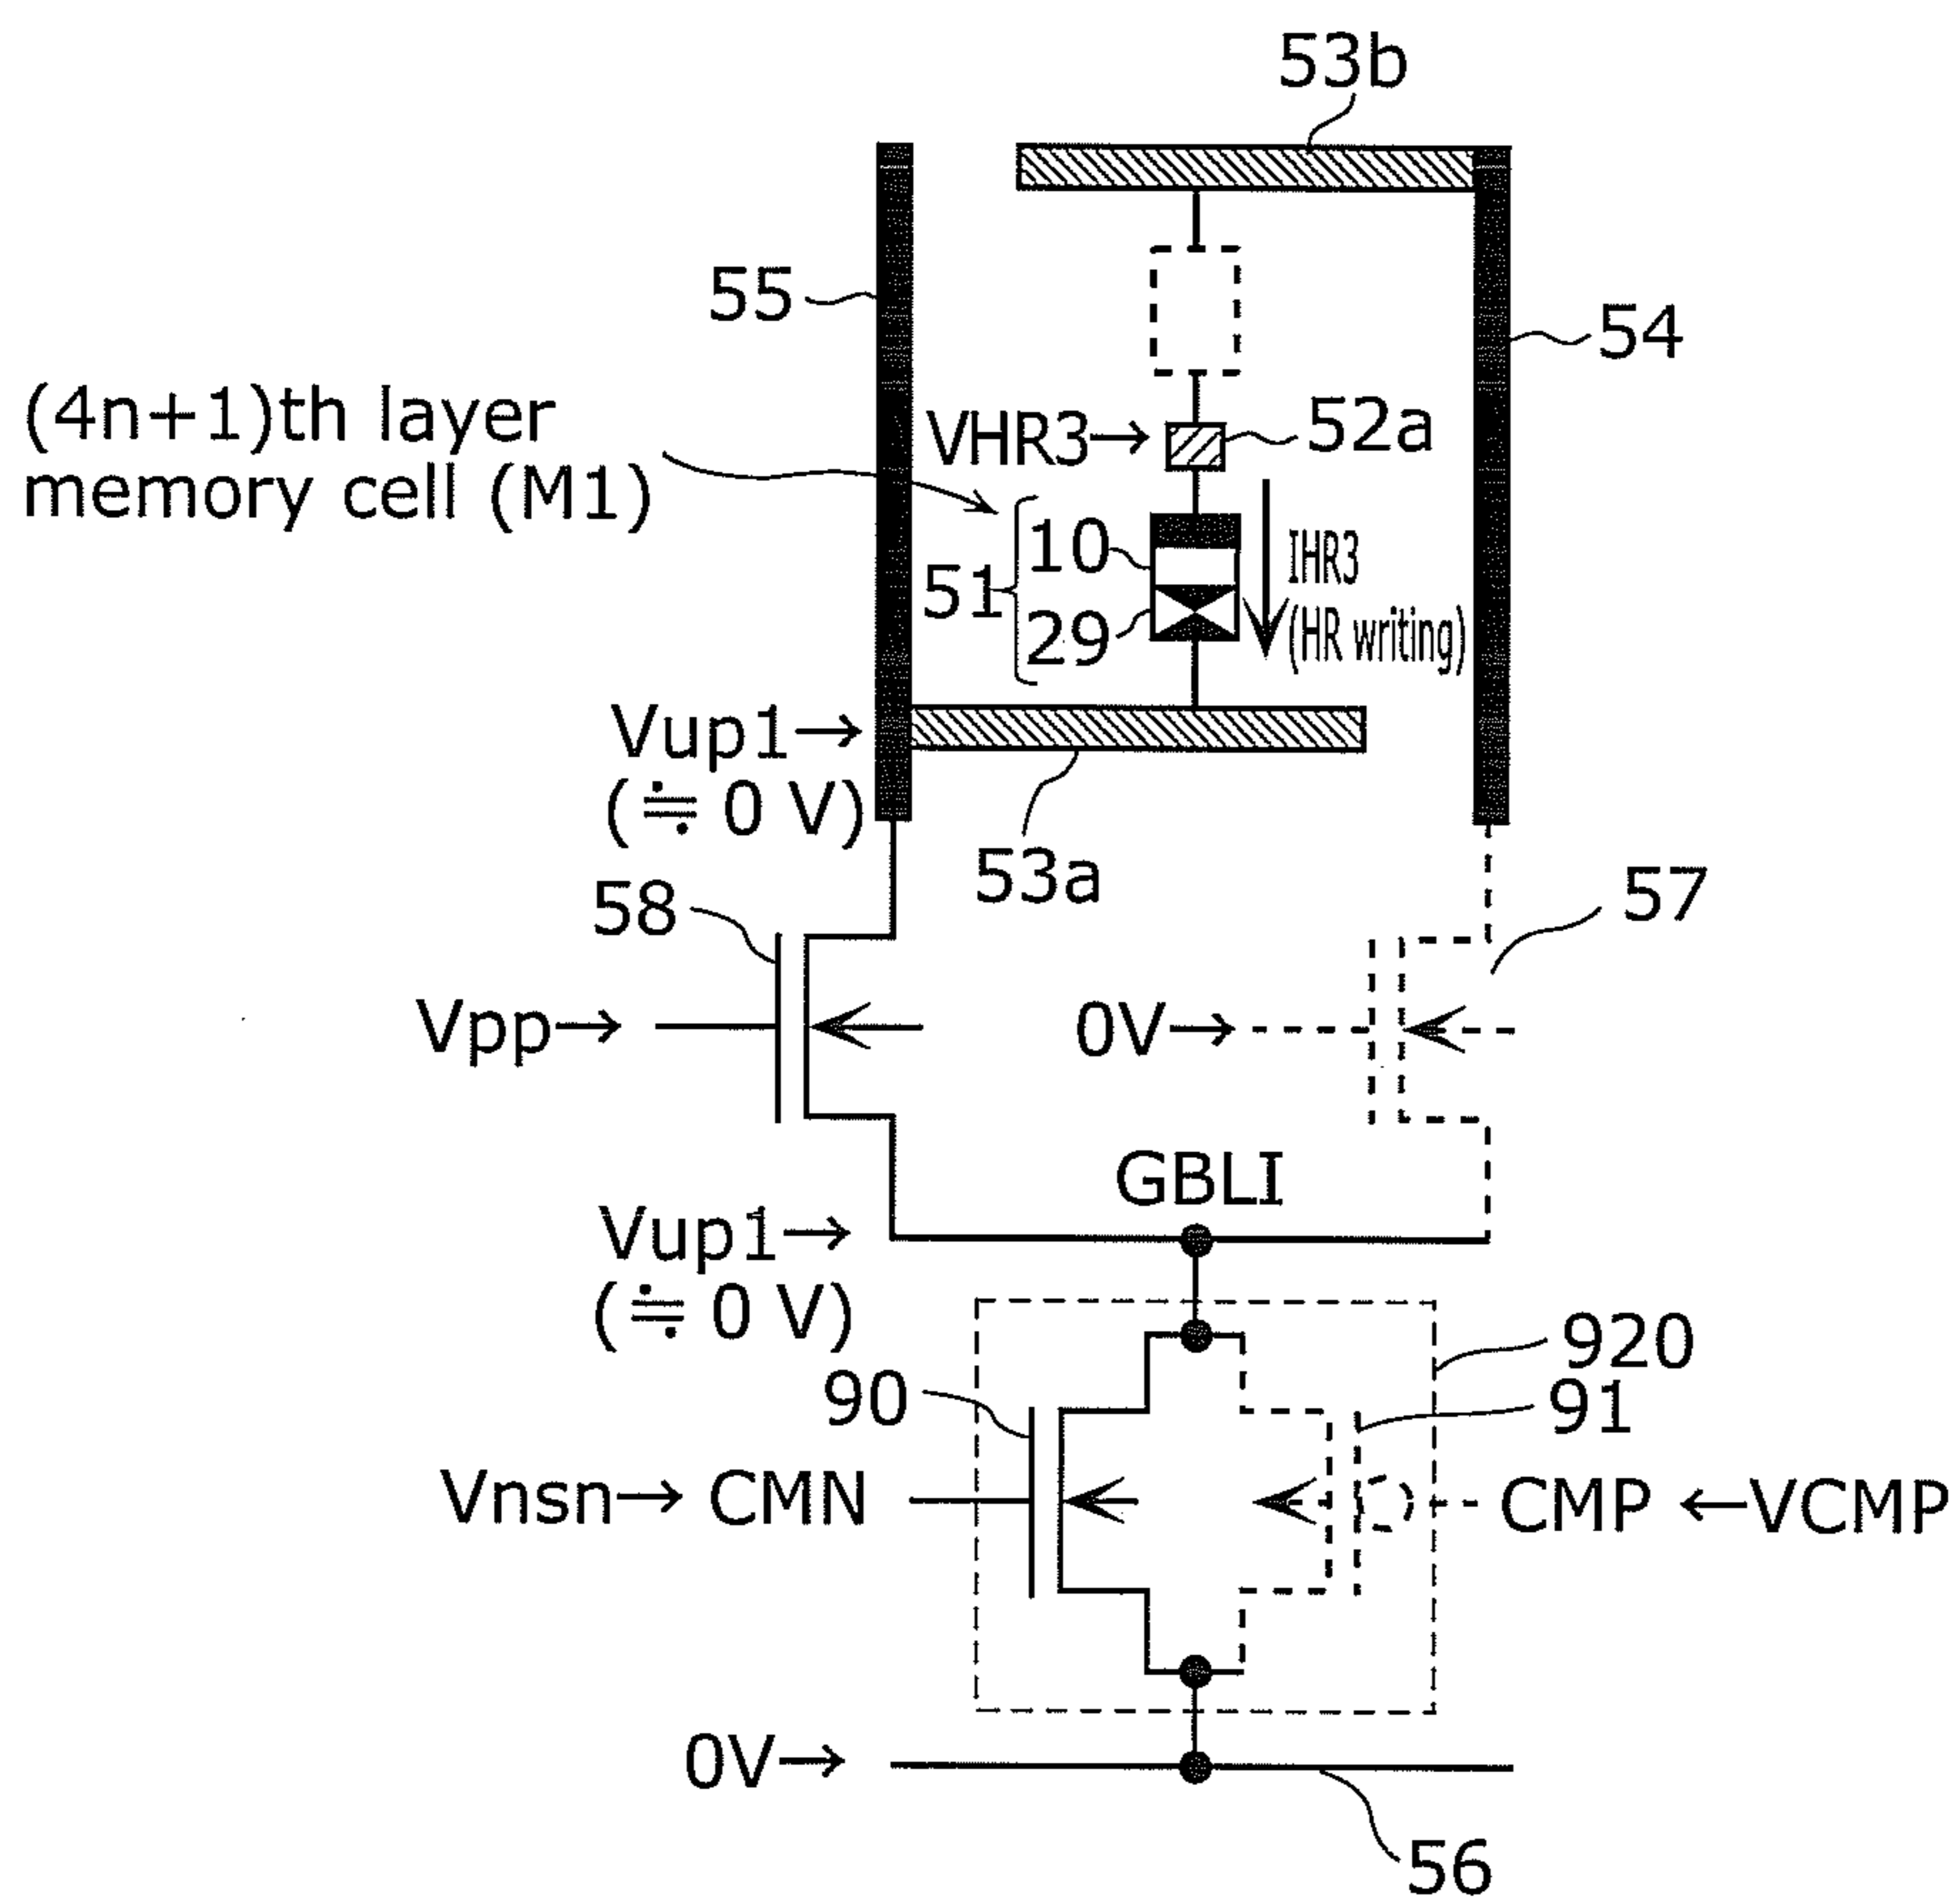 53b
55
54
(4n+1)th layer
memory cell (M1)
VHR3→
52a
51
10
29
IHR3
(HR writing)
Vup1→
(≒ 0 V)
53a
58
57
Vpp→
0V→
GBLI
Vup1→
(≒ 0 V)
920
90
91
Vnsn→ CMN
CMP ←VCMP
0V→
56